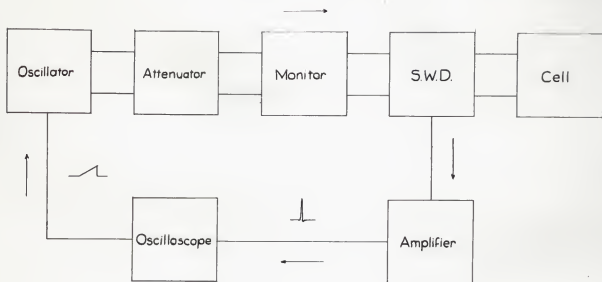 Oscillator
Attenuator
Monitor
S.W.D.
Cell
Oscilloscope
Amplifier